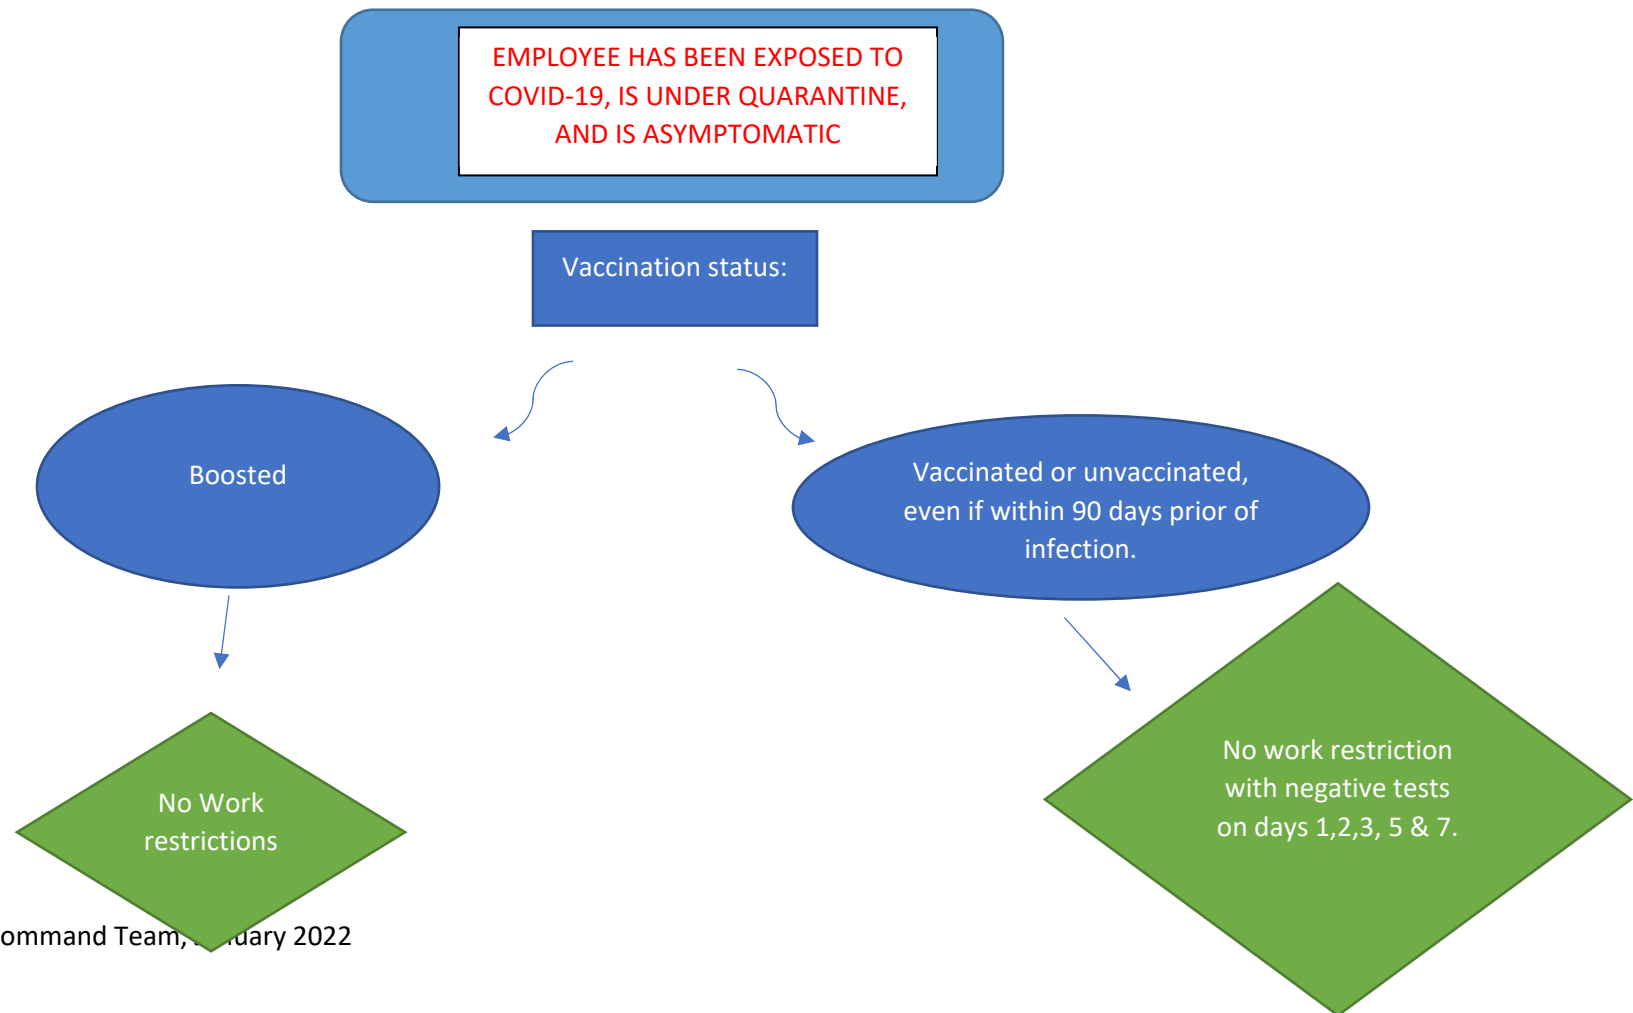 EMPLOYEE HAS BEEN EXPOSED TO
COVID-19, IS UNDER QUARANTINE,
AND IS ASYMPTOMATIC
Vaccination status:
Boosted
Vaccinated or unvaccinated,
even if within 90 days prior of
infection.
No Work
restrictions
No work restriction
with negative tests
on days 1,2,3, 5 & 7.
ommand Team, 2022